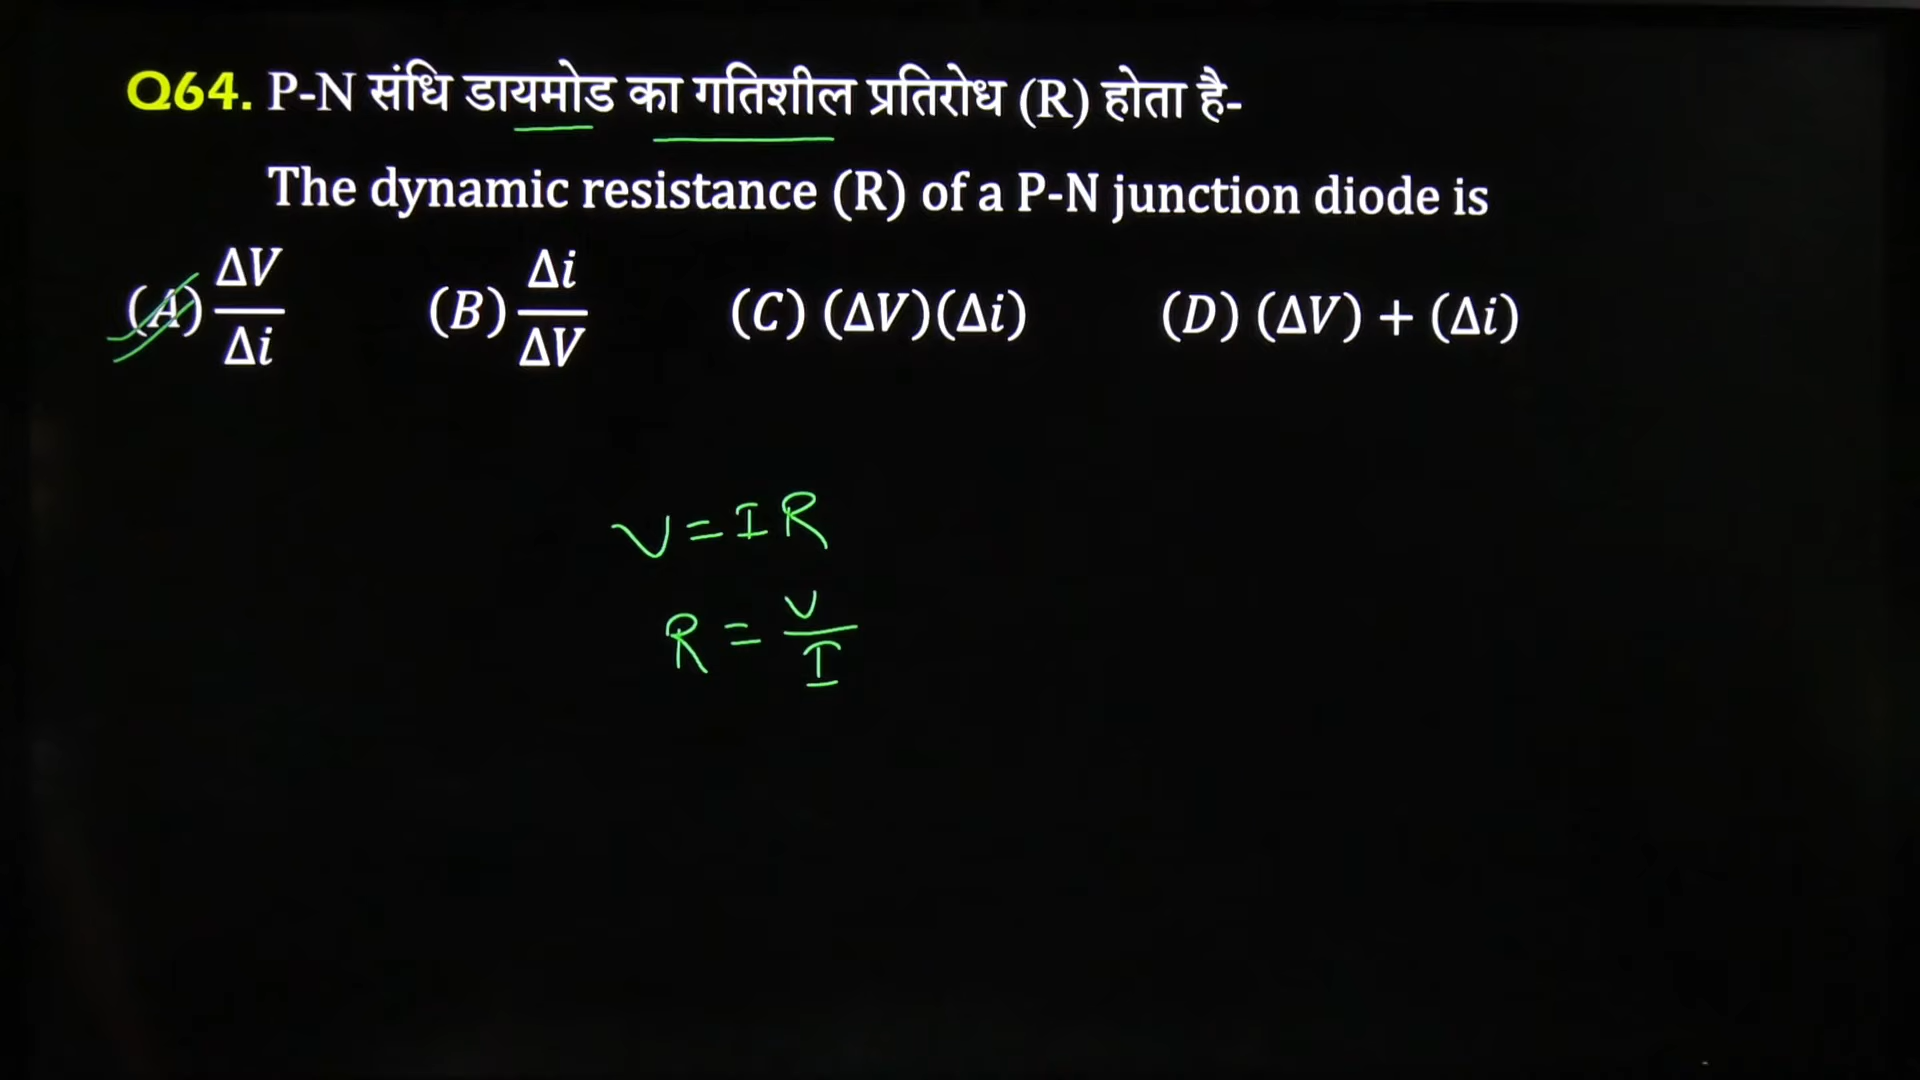 Q64. P-N संधि डायमोड का गतिशील प्रतिरोध (R) होता है-
The dynamic resistance (R) of a P-N junction diode is
(A) ΔV/Δi (B) Δi/ΔV (C) (ΔV)(Δi) (D) (ΔV) + (Δi)
V = I R
R = V/I